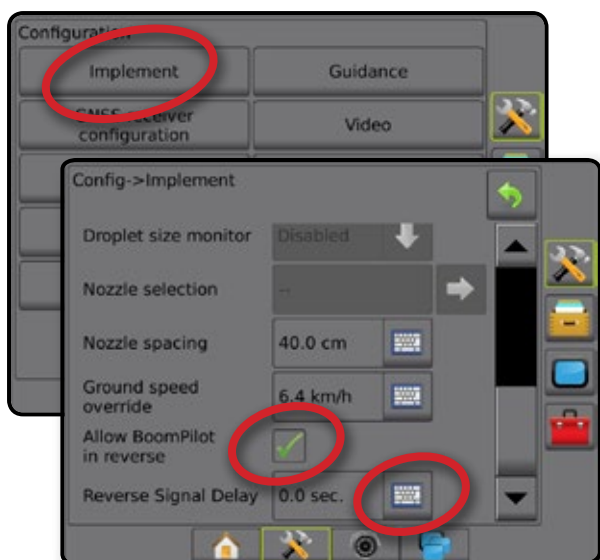 Configuration
Implement
Guidance
GNSS receiver
configuration
Video
Config->Implement
Droplet size monitor
Disabled
Nozzle selection
--
Nozzle spacing
40.0 cm
Ground speed
override
6.4 km/h
Allow BoomPilot
in reverse
Reverse Signal Delay
0.0 sec.